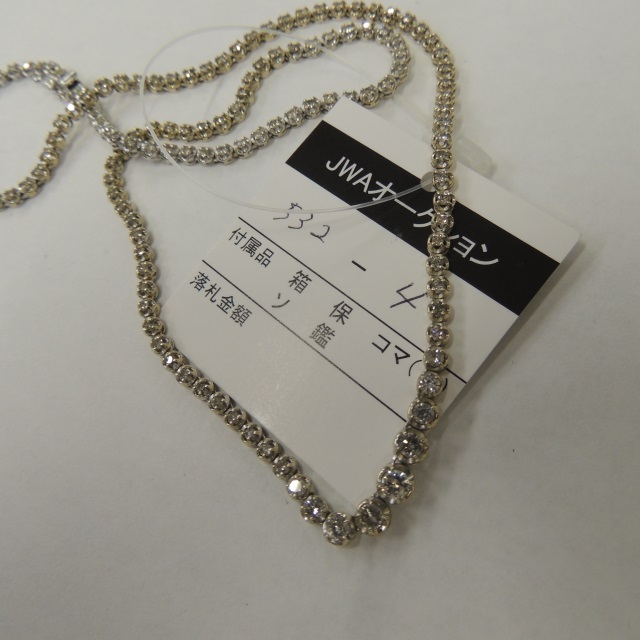 JWAオークション
532-4
付属品 箱 保 コマ( )
ソ 鑑
落札金額